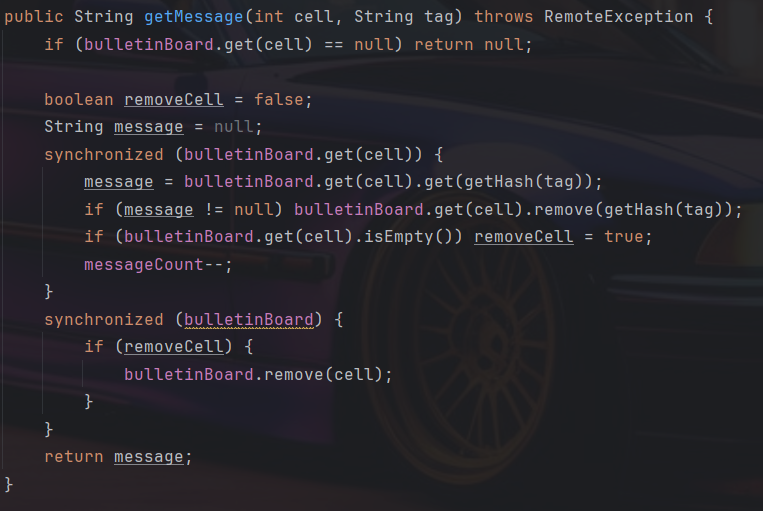 public String getMessage(int cell, String tag) throws RemoteException {
    if (bulletinBoard.get(cell) == null) return null;

    boolean removeCell = false;
    String message = null;
    synchronized (bulletinBoard.get(cell)) {
        message = bulletinBoard.get(cell).get(getHash(tag));
        if (message != null) bulletinBoard.get(cell).remove(getHash(tag));
        if (bulletinBoard.get(cell).isEmpty()) removeCell = true;
        messageCount--;
    }
    synchronized (bulletinBoard) {
        if (removeCell) {
            bulletinBoard.remove(cell);
        }
    }
    return message;
}